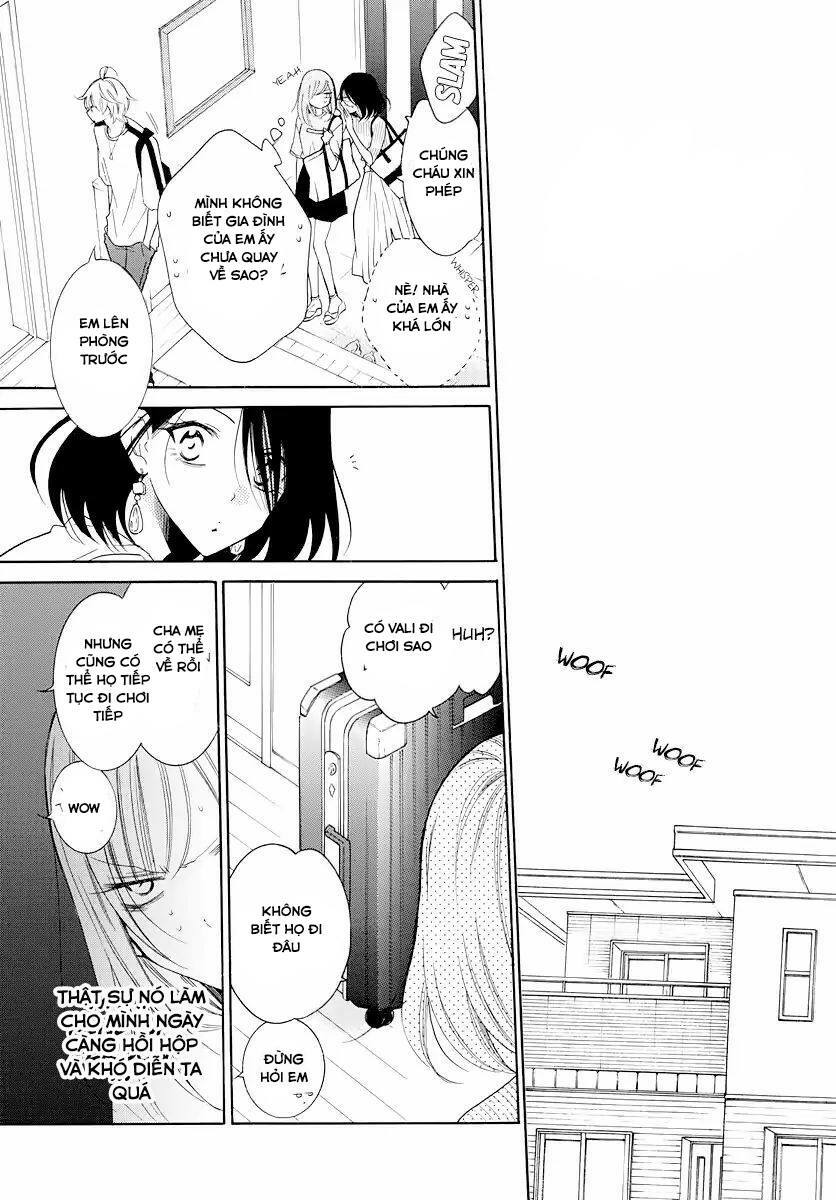 WOOF
WOOF
WOOF
SLAM
YEAH
CHÚNG
CHÁU XIN
PHÉP
MÌNH KHÔNG
BIẾT GIA ĐÌNH
CỦA EM ẤY
CHƯA QUAY
VỀ SAO?
WHISPER
NÈ! NHÀ
CỦA EM ẤY
KHÁ LỚN
EM LÊN
PHÒNG
TRƯỚC
HUH?
CÓ VALI ĐI
CHƠI SAO
KHÔNG
BIẾT HỌ ĐI
ĐÂU
ĐỪNG
HỎI EM
CHA MẸ
CÓ THỂ
VỀ RỒI
NHƯNG
CŨNG CÓ
THỂ HỌ TIẾP
TỤC ĐI CHƠI
TIẾP
WOW
THẬT SỰ NÓ LÀM
CHO MÌNH NGÀY
CÀNG HỒI HỘP
VÀ KHÓ DIỄN TA
QUÁ